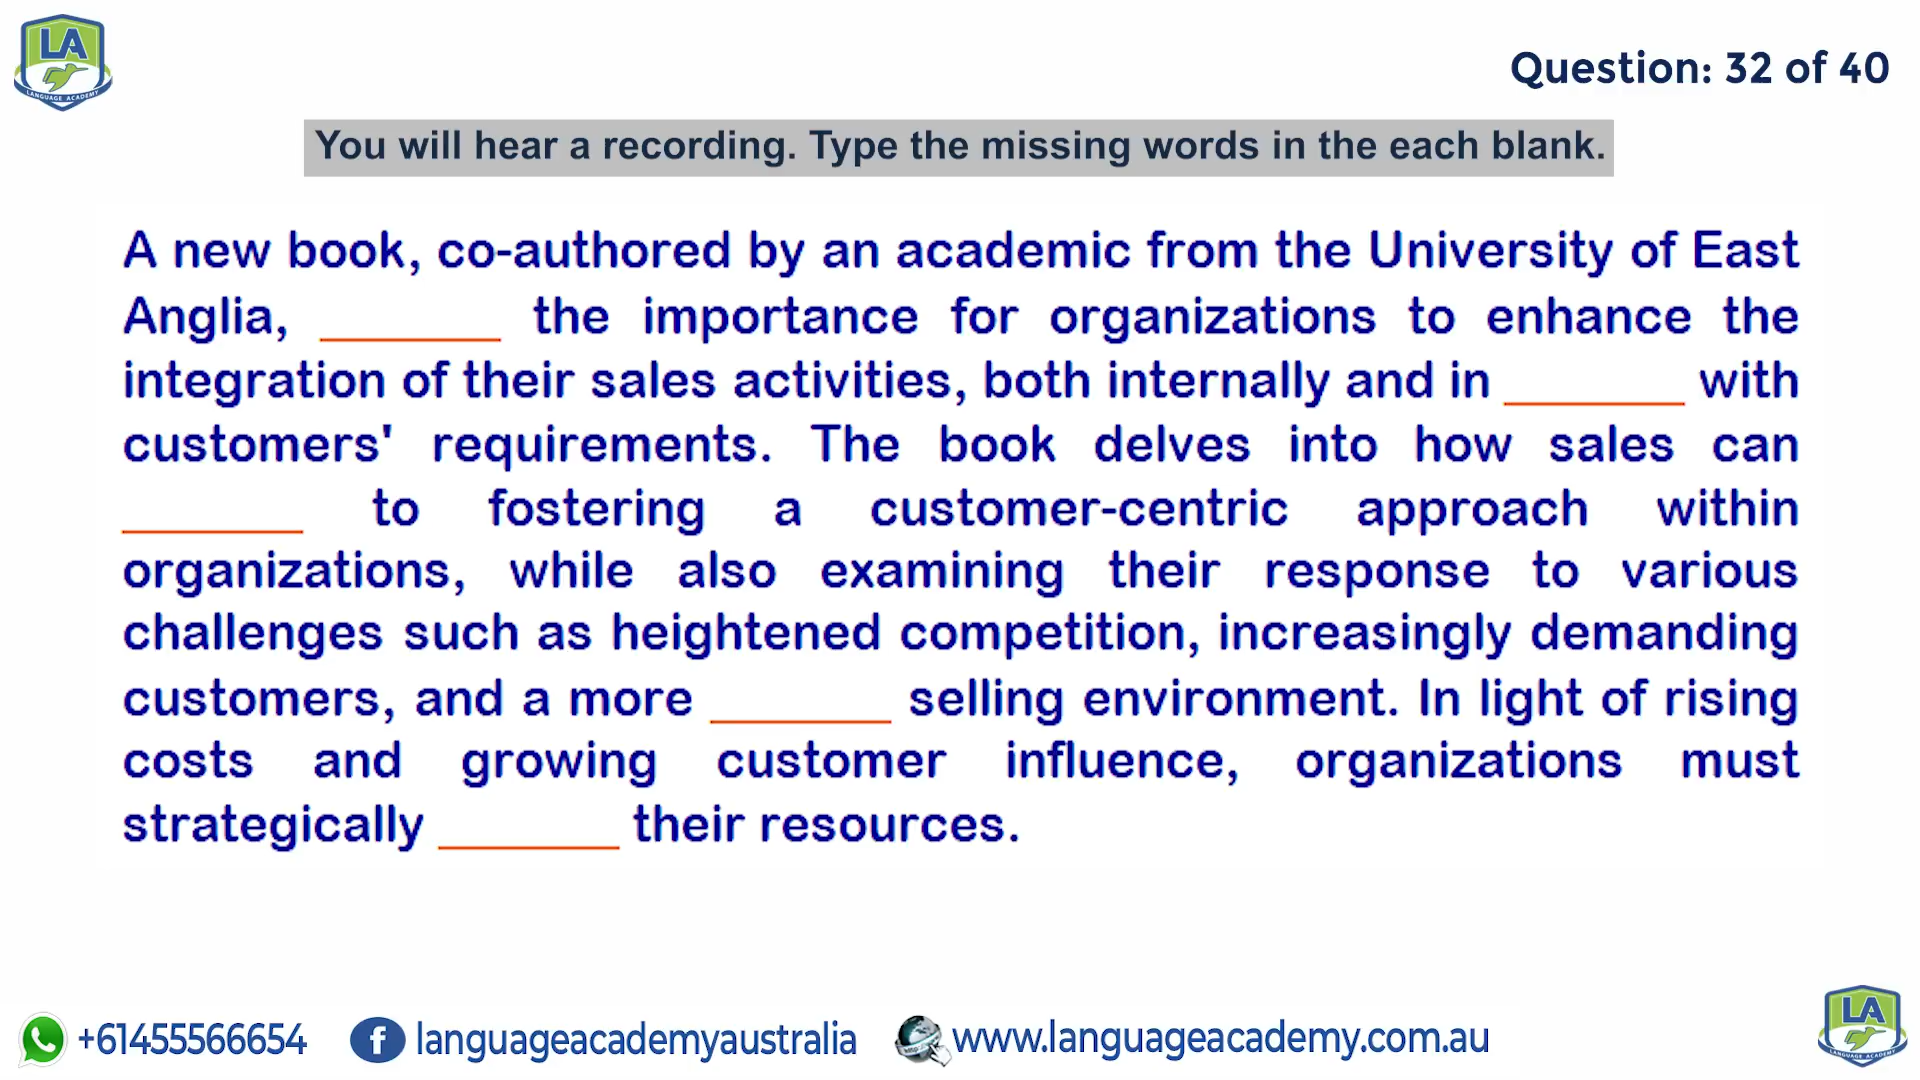 LA
LANGUAGE ACADEMY
Question: 32 of 40
You will hear a recording. Type the missing words in the each blank.
A new book, co-authored by an academic from the University of East
Anglia, _______ the importance for organizations to enhance the
integration of their sales activities, both internally and in _______ with
customers' requirements. The book delves into how sales can
_______ to fostering a customer-centric approach within
organizations, while also examining their response to various
challenges such as heightened competition, increasingly demanding
customers, and a more _______ selling environment. In light of rising
costs and growing customer influence, organizations must
strategically _______ their resources.
+61455566654 languageacademyaustralia www.languageacademy.com.au
http
LA
LANGUAGE ACADEMY